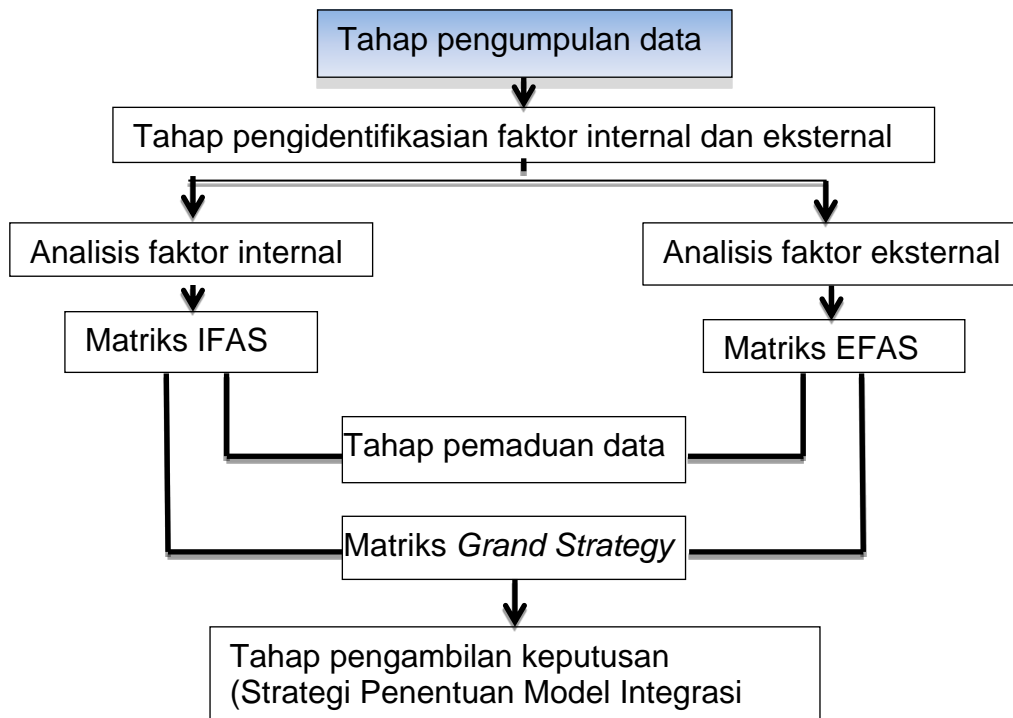 Tahap pengumpulan data
Tahap pengidentifikasian faktor internal dan eksternal
Analisis faktor internal
Analisis faktor eksternal
Matriks IFAS
Matriks EFAS
Tahap pemaduan data
Matriks Grand Strategy
Tahap pengambilan keputusan
(Strategi Penentuan Model Integrasi